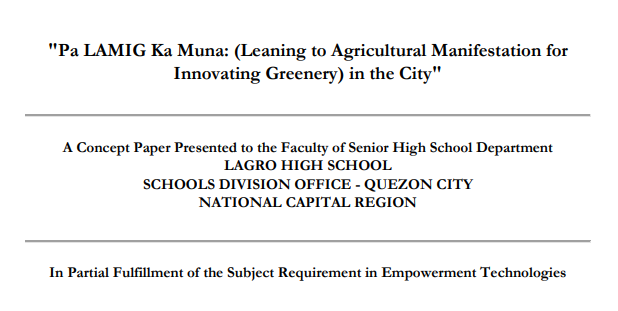 "Pa LAMIG Ka Muna: (Leaning to Agricultural Manifestation for
Innovating Greenery) in the City"
A Concept Paper Presented to the Faculty of Senior High School Department
LAGRO HIGH SCHOOL
SCHOOLS DIVISION OFFICE - QUEZON CITY
NATIONAL CAPITAL REGION
In Partial Fulfillment of the Subject Requirement in Empowerment Technologies